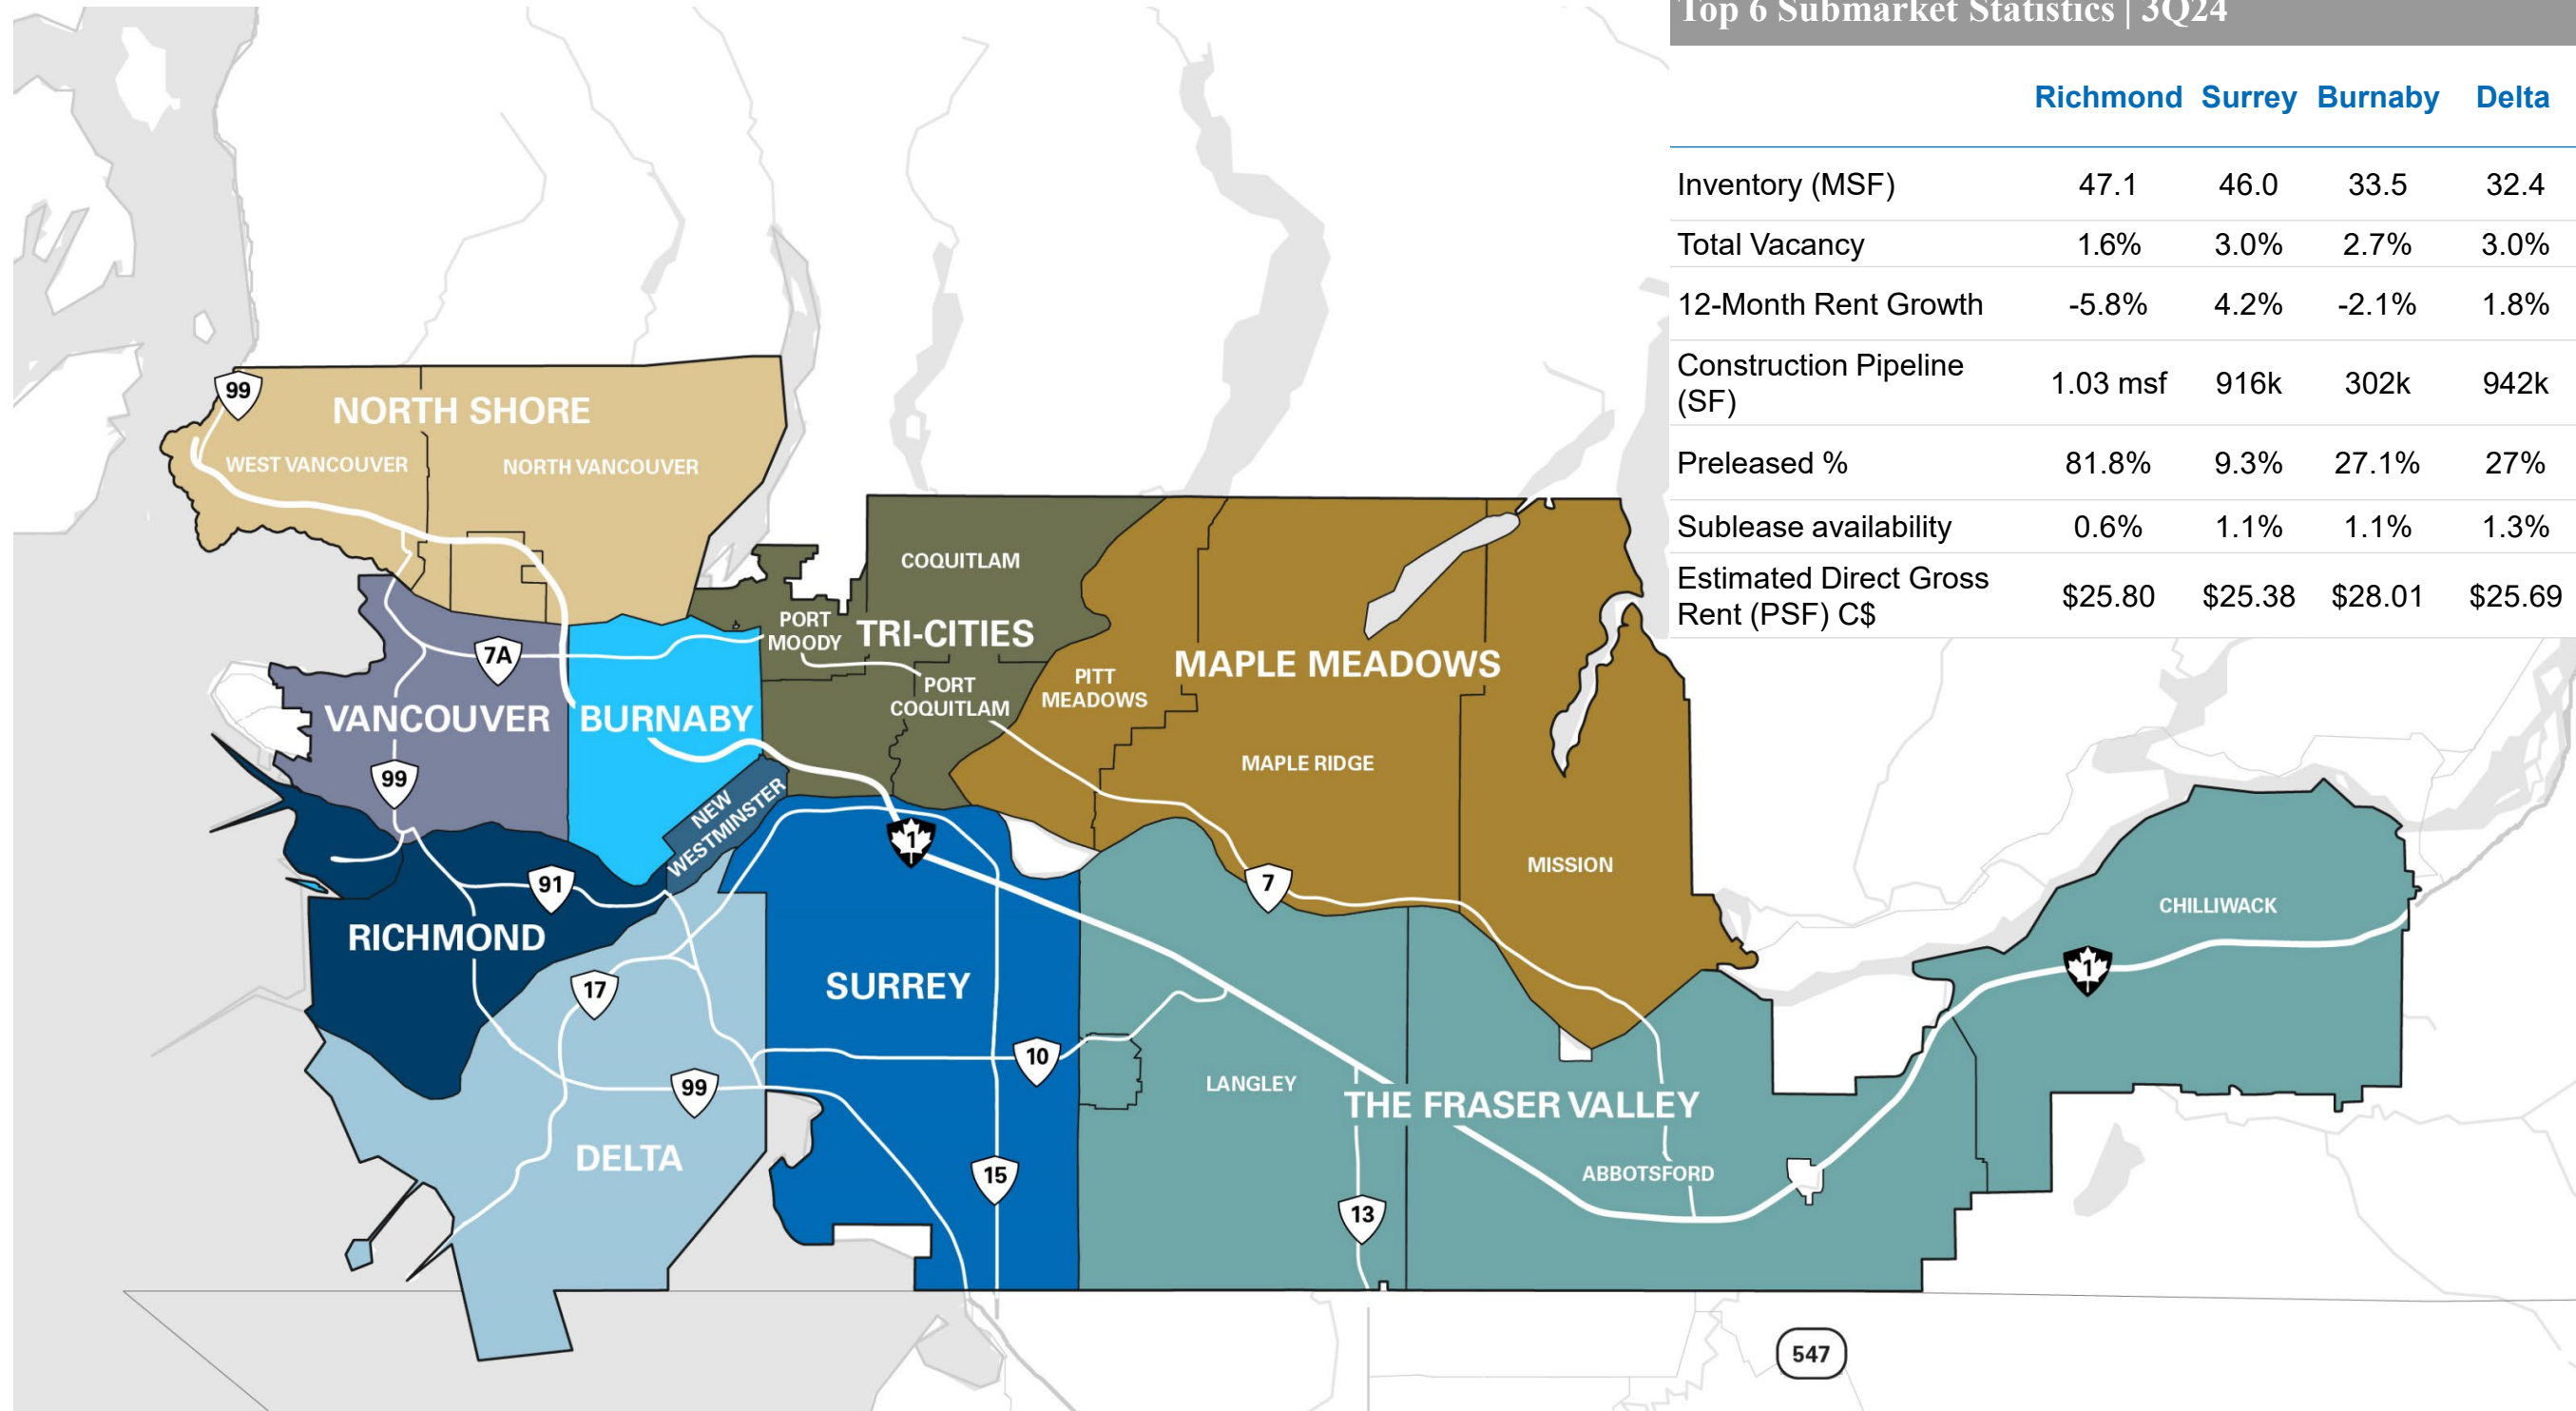 Top 6 Submarket Statistics | 3Q24
Richmond Surrey Burnaby Delta
Inventory (MSF) 47.1 46.0 33.5 32.4
Total Vacancy 1.6% 3.0% 2.7% 3.0%
12-Month Rent Growth -5.8% 4.2% -2.1% 1.8%
Construction Pipeline
(SF) 1.03 msf 916k 302k 942k
Preleased % 81.8% 9.3% 27.1% 27%
Sublease availability 0.6% 1.1% 1.1% 1.3%
Estimated Direct Gross
Rent (PSF) C$ $25.80 $25.38 $28.01 $25.69
99
NORTH SHORE
WEST VANCOUVER
NORTH VANCOUVER
COQUITLAM
PORT
MOODY
TRI-CITIES
7A
PORT
COQUITLAM
PITT
MEADOWS
MAPLE MEADOWS
VANCOUVER
BURNABY
99
MAPLE RIDGE
NEW
WESTMINSTER
1
91
7
MISSION
CHILLIWACK
RICHMOND
1
17
SURREY
10
99
LANGLEY
THE FRASER VALLEY
DELTA
15
ABBOTSFORD
13
547